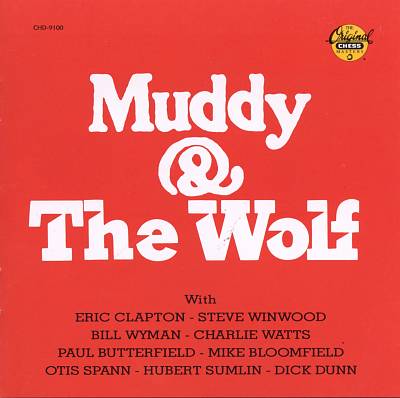 CHD-9100
THE
Original
CHESS
MASTERS
Muddy
&
The Wolf
With
ERIC CLAPTON - STEVE WINWOOD
BILL WYMAN - CHARLIE WATTS
PAUL BUTTERFIELD - MIKE BLOOMFIELD
OTIS SPANN - HUBERT SUMLIN - DICK DUNN